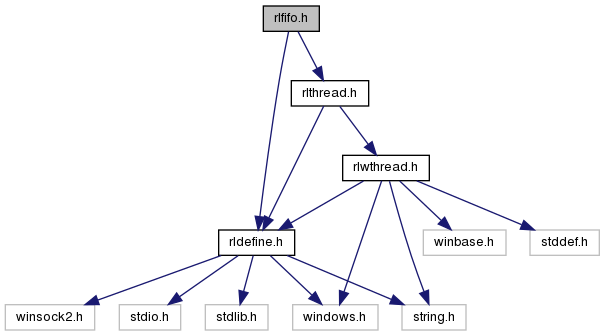 rlfifo.h
rlthread.h
rlwthread.h
rldefine.h
winbase.h
stddef.h
winsock2.h
stdio.h
stdlib.h
windows.h
string.h